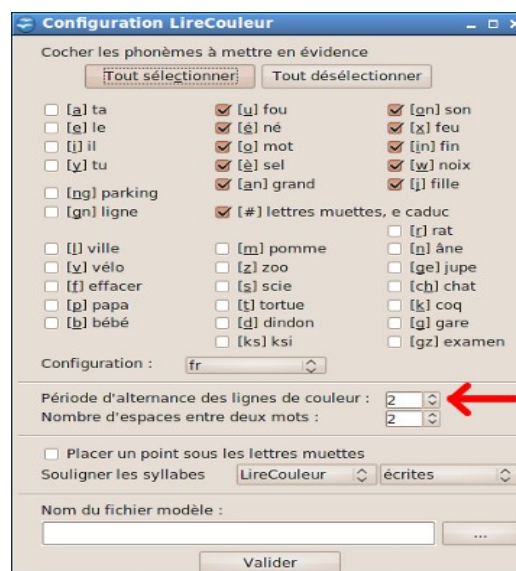 Configuration LireCouleur
Cocher les phonèmes à mettre en évidence
Tout sélectionner Tout désélectionner
[a] ta [u] fou [on] son
[e] le [é] né [x] feu
[i] il [o] mot [in] fin
[y] tu [è] sel [w] noix
[ng] parking [an] grand [j] fille
[gn] ligne [#] lettres muettes, e caduc
[r] rat
[l] ville [m] pomme [n] âne
[v] vélo [z] zoo [ge] jupe
[f] effacer [s] scie [ch] chat
[p] papa [t] tortue [k] coq
[b] bébé [d] dindon [g] gare
[ks] ksi [gz] examen
Configuration : fr
Période d'alternance des lignes de couleur : 2
Nombre d'espaces entre deux mots : 2
Placer un point sous les lettres muettes
Souligner les syllabes LireCouleur écrites
Nom du fichier modèle :
...
Valider